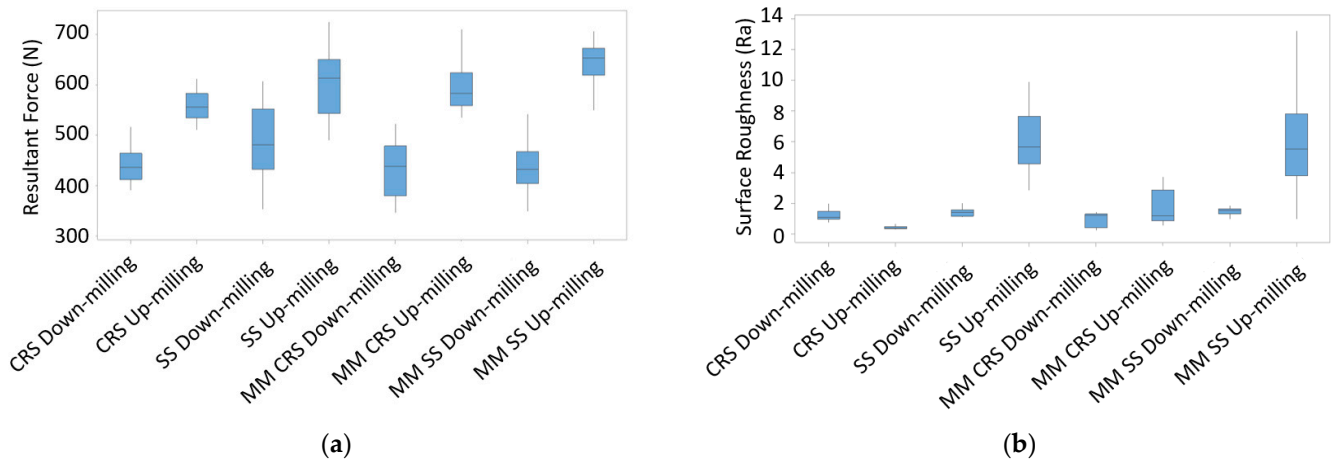 Resultant Force (N)
700
600
500
400
300
CRS Down-milling
CRS Up-milling
SS Down-milling
SS Up-milling
MM CRS Down-milling
MM CRS Up-milling
MM SS Down-milling
MM SS Up-milling
(a)
Surface Roughness (Ra)
14
12
10
8
6
4
2
0
CRS Down-milling
CRS Up-milling
SS Down-milling
SS Up-milling
MM CRS Down-milling
MM CRS Up-milling
MM SS Down-milling
MM SS Up-milling
(b)